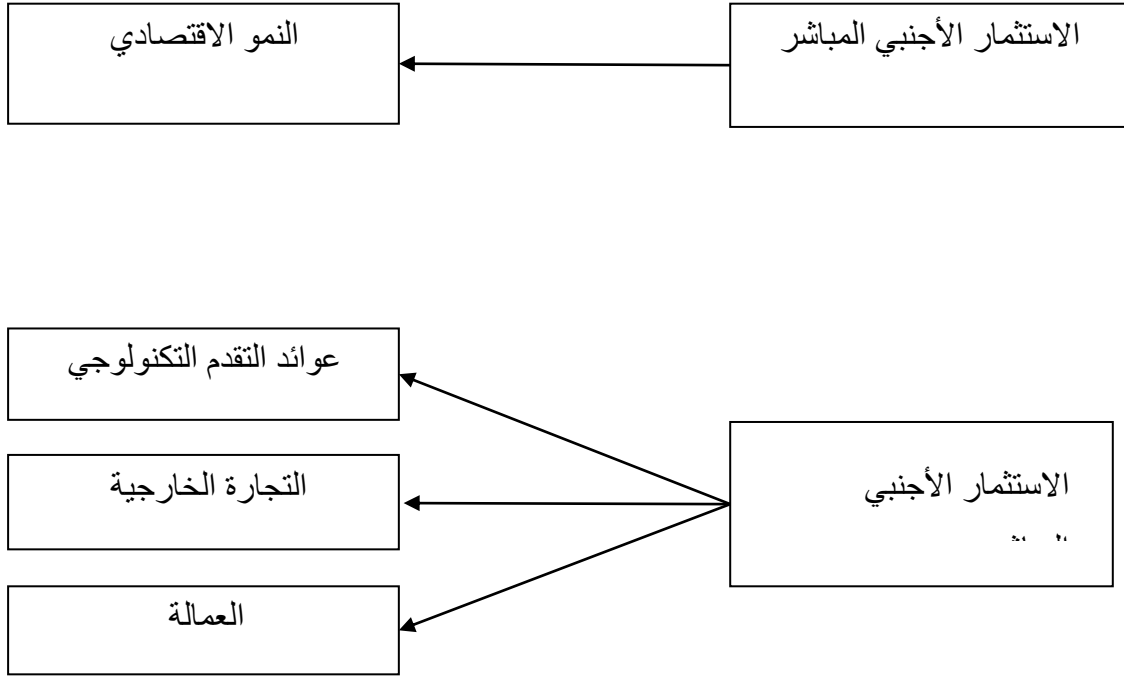 الاستثمار الأجنبي المباشر
النمو الاقتصادي
عوائد التقدم التكنولوجي
الاستثمار الأجنبي
التجارة الخارجية
العمالة